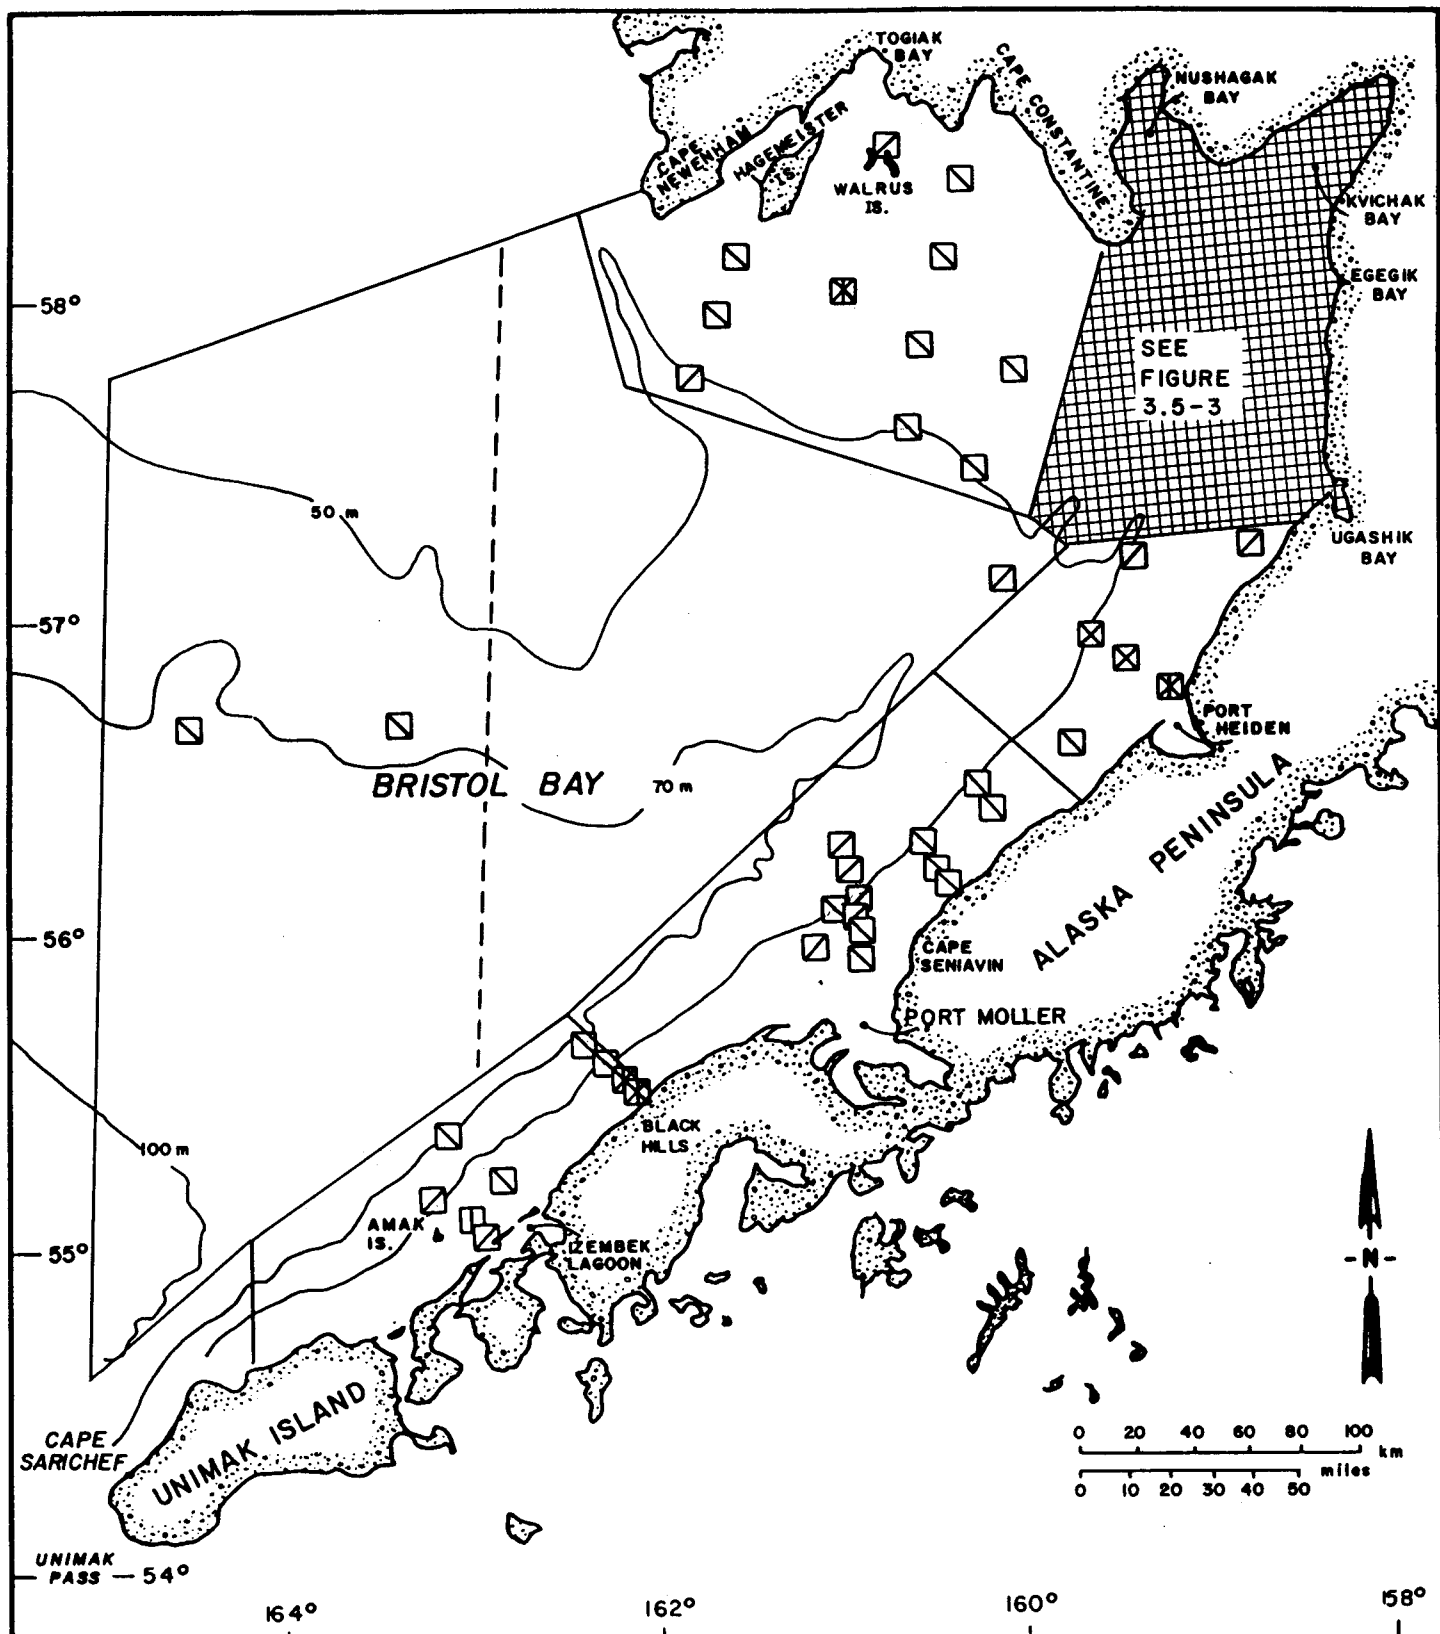 TOGIAK
BAY
CAPE CONSTANTINE
NUSHAGAK
BAY
CAPE
NEWENHAM
HAGEMEISTER
IS.
WALRUS
IS.
KVICHAK
BAY
EGEGIK
BAY
58°
SEE
FIGURE
3.5-3
50 m
UGASHIK
BAY
57°
PORT
HEIDEN
BRISTOL BAY
70 m
ALASKA PENINSULA
56°
CAPE
SENIAVIN
PORT MOLLER
BLACK
HILLS
100 m
AMAK
IS.
IZEMBEK
LAGOON
55°
-N-
UNIMAK ISLAND
CAPE
SARICHEF
0 20 40 60 80 100
km
miles
0 10 20 30 40 50
UNIMAK
PASS
54°
164° 162° 160° 158°